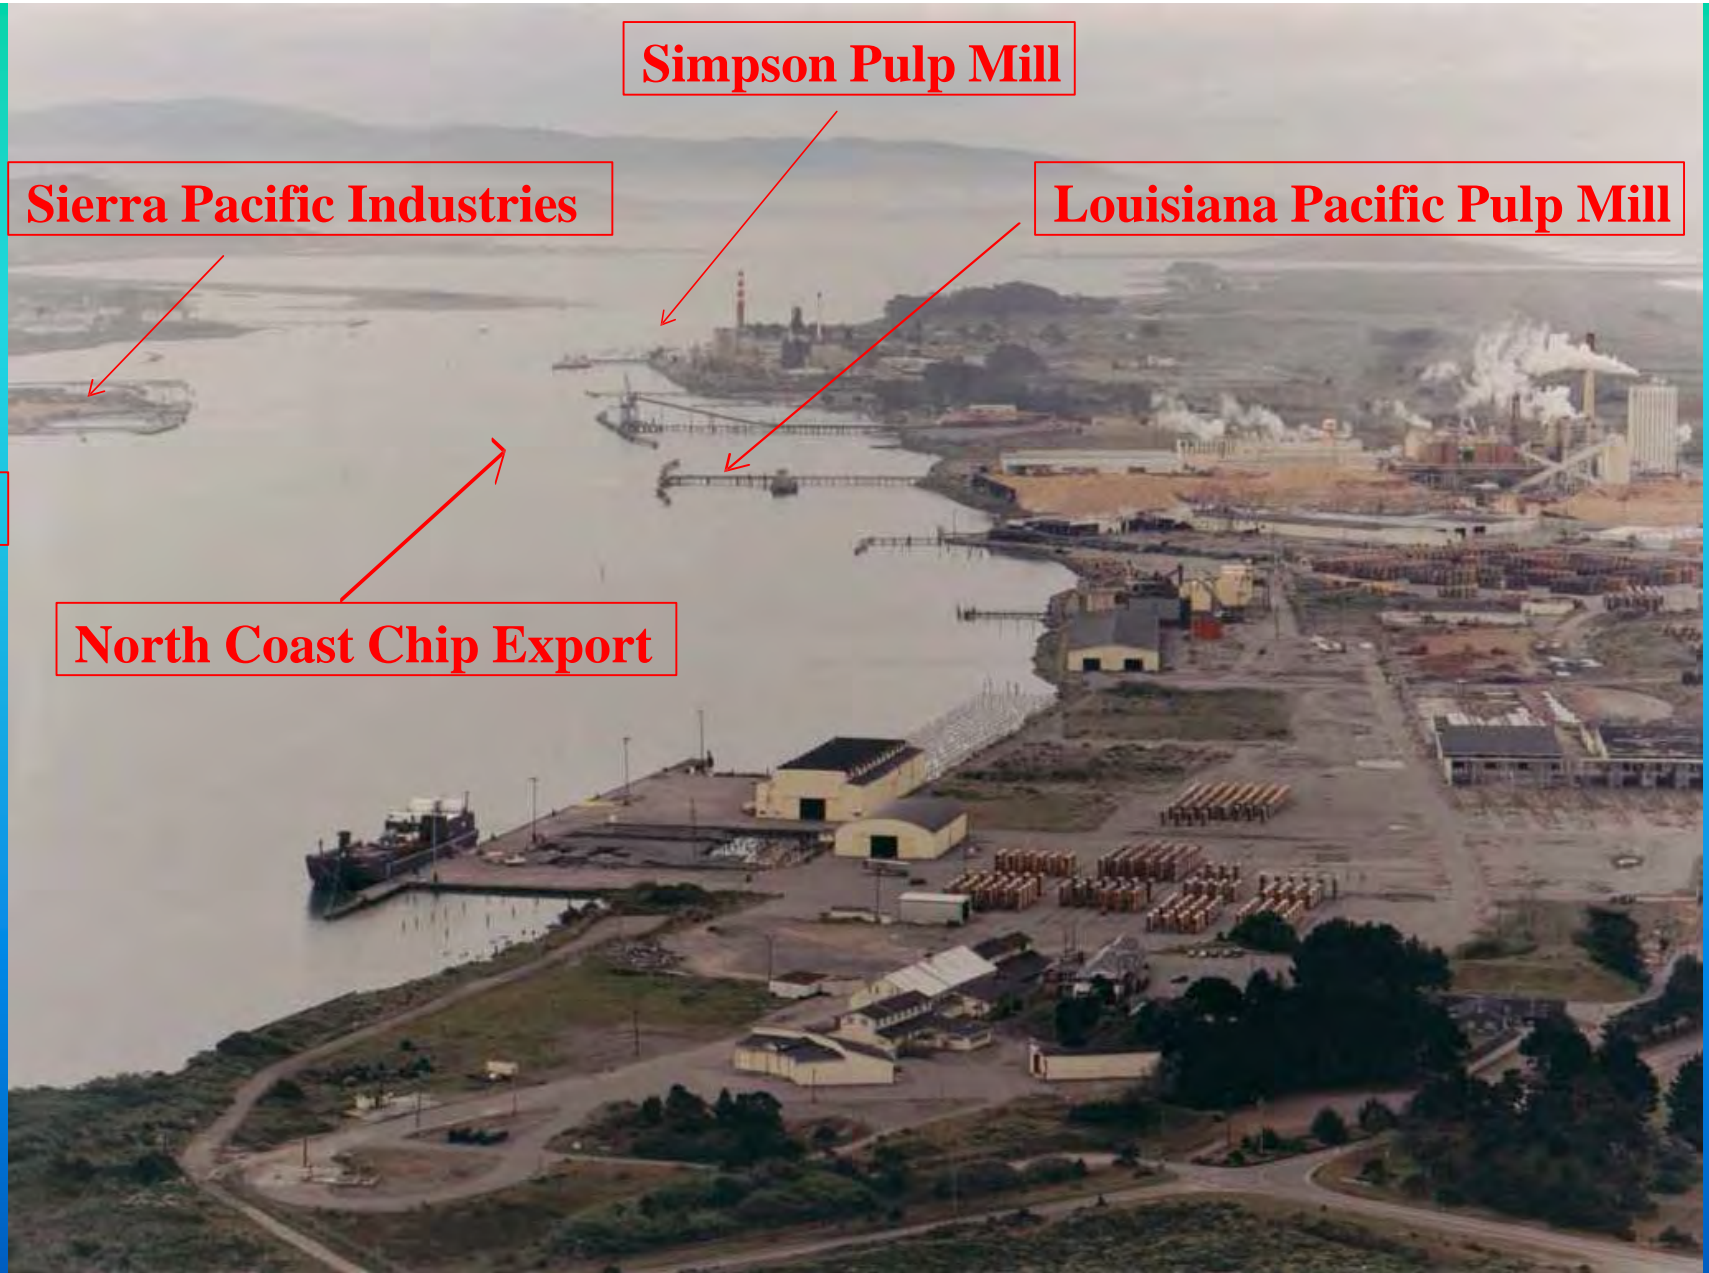 Simpson Pulp Mill
Sierra Pacific Industries
Louisiana Pacific Pulp Mill
North Coast Chip Export